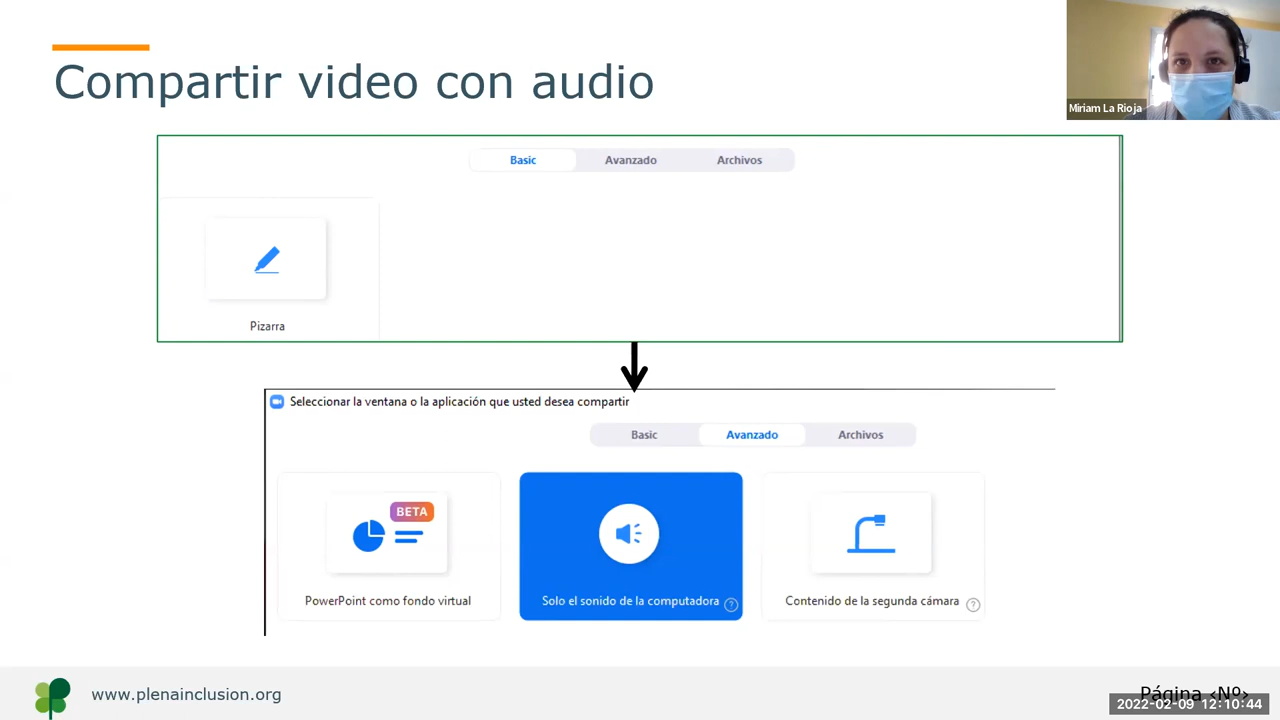 Compartir video con audio
Miriam La Rioja
Basic Avanzado Archivos
Pizarra
Seleccionar la ventana o la aplicación que usted desea compartir
Basic Avanzado Archivos
BETA
PowerPoint como fondo virtual
Solo el sonido de la computadora ?
Contenido de la segunda cámara ?
www.plenainclusion.org
Página ‹Nº›
2022-02-09 12:10:44